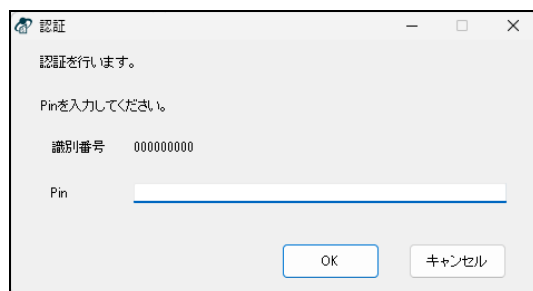 認証
認証を行います。
Pinを入力してください。
識別番号 000000000
Pin
OK キャンセル